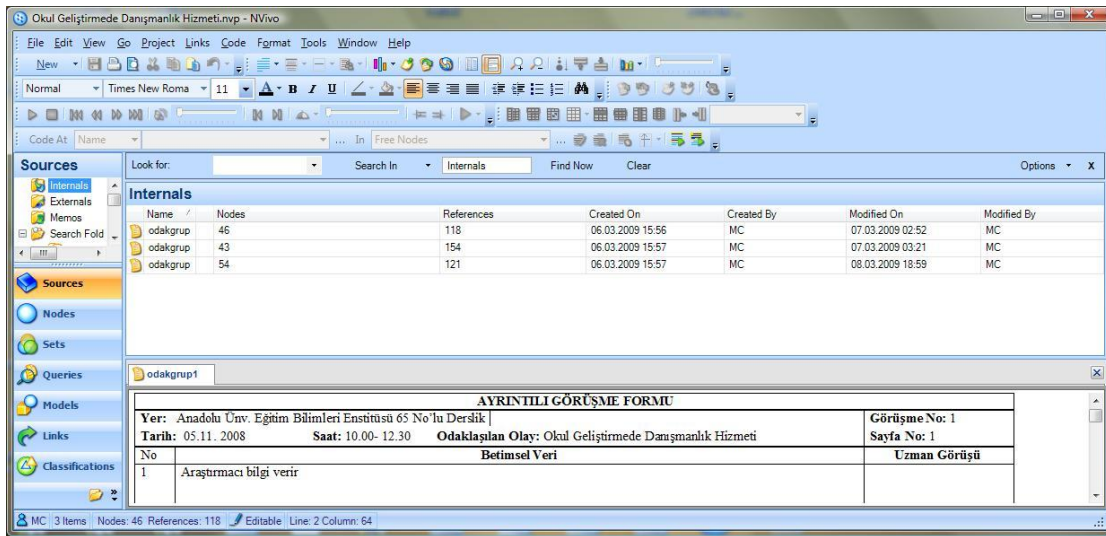 Okul Geliştirmede Danışmanlık Hizmeti.nvp - NVivo
File Edit View Go Project Links Code Format Tools Window Help
New
Normal Times New Roma 11 A B I U
Code At Name In Free Nodes
Sources Look for: Search In Internals Find Now Clear Options X
Internals
Externals
Memos
Search Fold
Internals
Name Nodes References Created On Created By Modified On Modified By
odakgrup 46 118 06.03.2009 15:56 MC 07.03.2009 02:52 MC
odakgrup 43 154 06.03.2009 15:57 MC 07.03.2009 03:21 MC
odakgrup 54 121 06.03.2009 15:57 MC 08.03.2009 18:59 MC
Sources
Nodes
Sets
Queries
Models
Links
Classifications
odakgrup1
AYRINTILI GÖRÜŞME FORMU
Yer: Anadolu Ünv. Eğitim Bilimleri Enstitüsü 65 No'lu Derslik Görüşme No: 1
Tarih: 05.11. 2008 Saat: 10.00- 12.30 Odaklaşılan Olay: Okul Geliştirmede Danışmanlık Hizmeti Sayfa No: 1
No Betimsel Veri Uzman Görüşü
1 Araştırmacı bilgi verir
MC 3 Items Nodes: 46 References: 118 Editable Line: 2 Column: 64